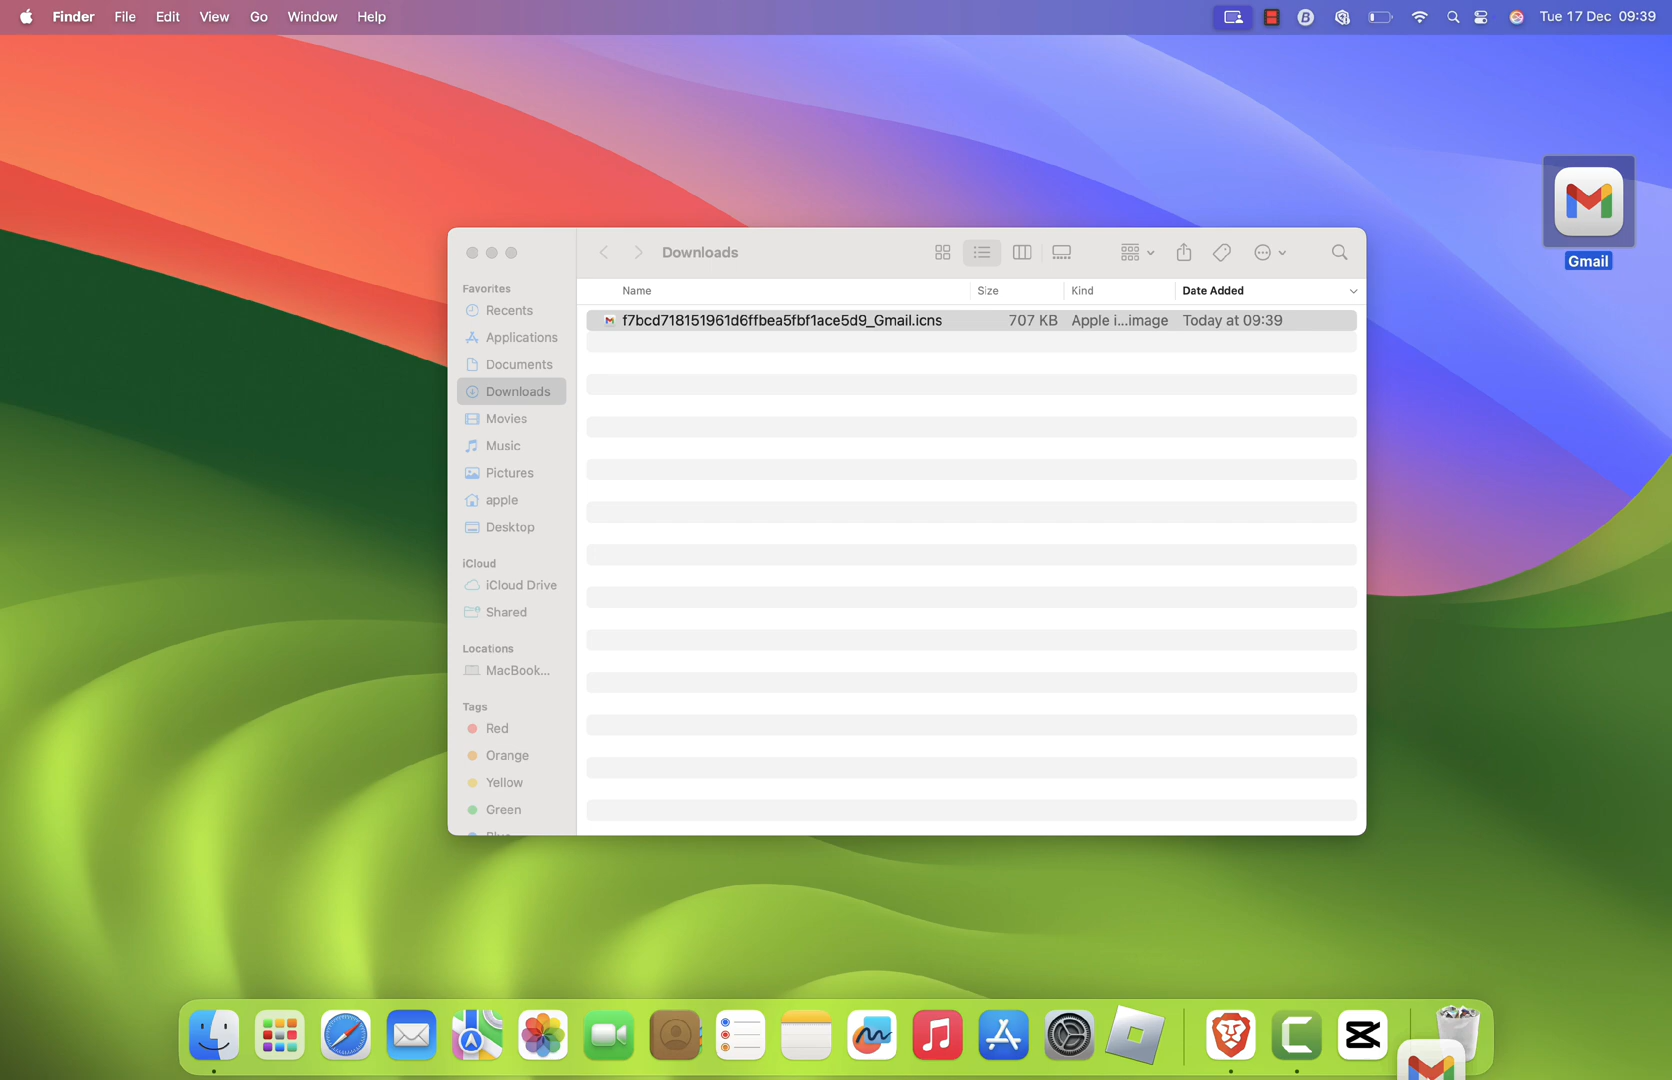 Finder File Edit View Go Window Help Tue 17 Dec 09:39
Gmail
Downloads
Name Size Kind Date Added
f7bcd718151961d6ffbea5fbf1ace5d9_Gmail.icns 707 KB Apple i...image Today at 09:39
Favorites
Recents
Applications
Documents
Downloads
Movies
Music
Pictures
apple
Desktop
iCloud
iCloud Drive
Shared
Locations
MacBook...
Tags
Red
Orange
Yellow
Green